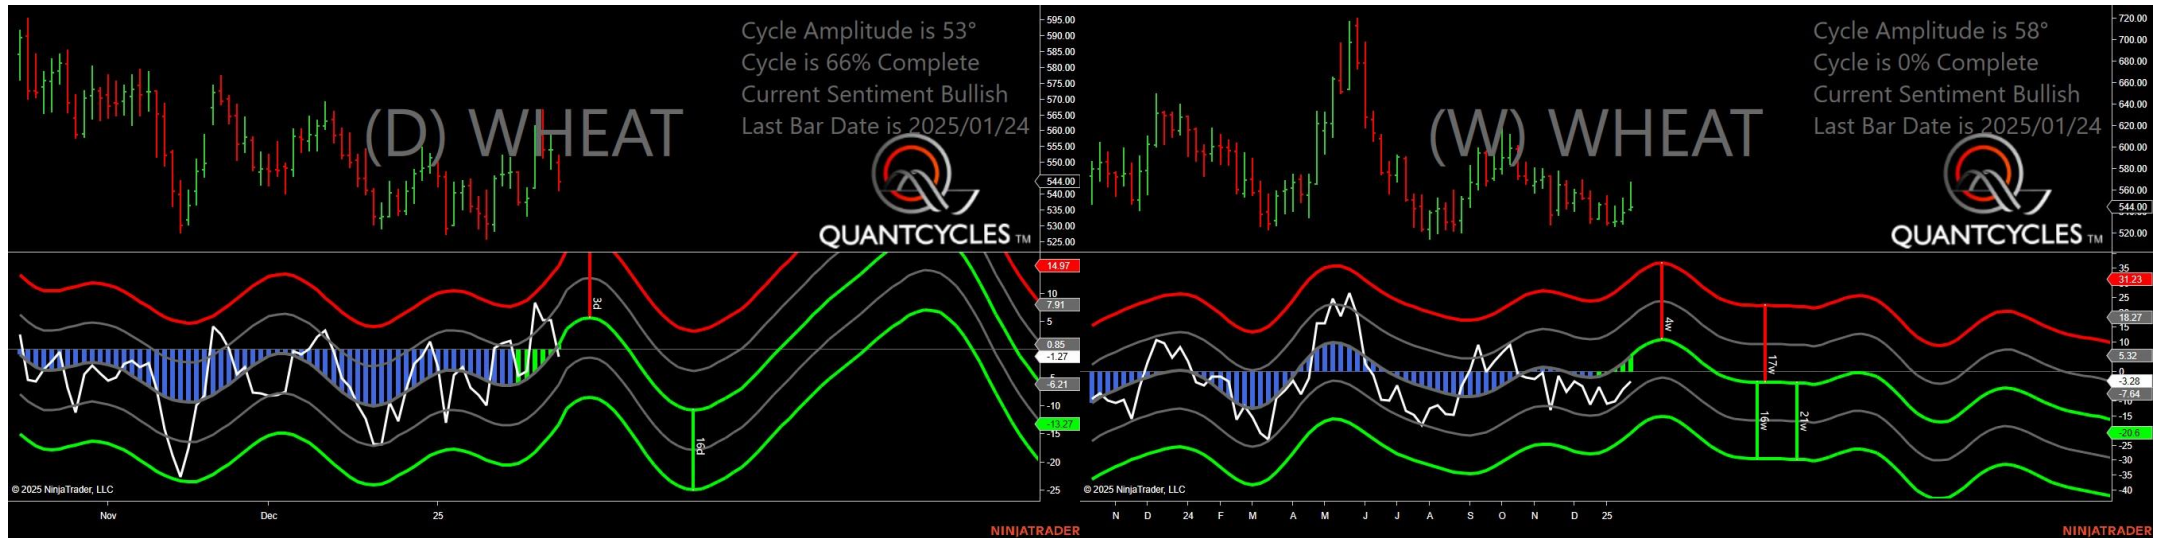 Cycle Amplitude is 53°
Cycle is 66% Complete
Current Sentiment Bullish
Last Bar Date is 2025/01/24
(D) WHEAT
QUANTCYCLES TM
595.00
590.00
585.00
580.00
575.00
570.00
565.00
560.00
555.00
550.00
544.00
540.00
535.00
530.00
525.00
14.97
10
7.91
5
0.85
-1.27
-6.21
-10
-13.27
-15
-20
-25
3d
16d
© 2025 NinjaTrader, LLC
Nov
Dec
25
NINJATRADER
Cycle Amplitude is 58°
Cycle is 0% Complete
Current Sentiment Bullish
Last Bar Date is 2025/01/24
(W) WHEAT
QUANTCYCLES TM
720.00
700.00
680.00
660.00
640.00
620.00
600.00
580.00
560.00
544.00
520.00
35
31.23
25
18.27
15
10
5.32
0
-3.28
-7.64
-10
-15
-20.6
-25
-30
-35
-40
4w
17w
16w
21w
© 2025 NinjaTrader, LLC
N
D
24
F
M
A
M
J
J
A
S
O
N
D
25
NINJATRADER